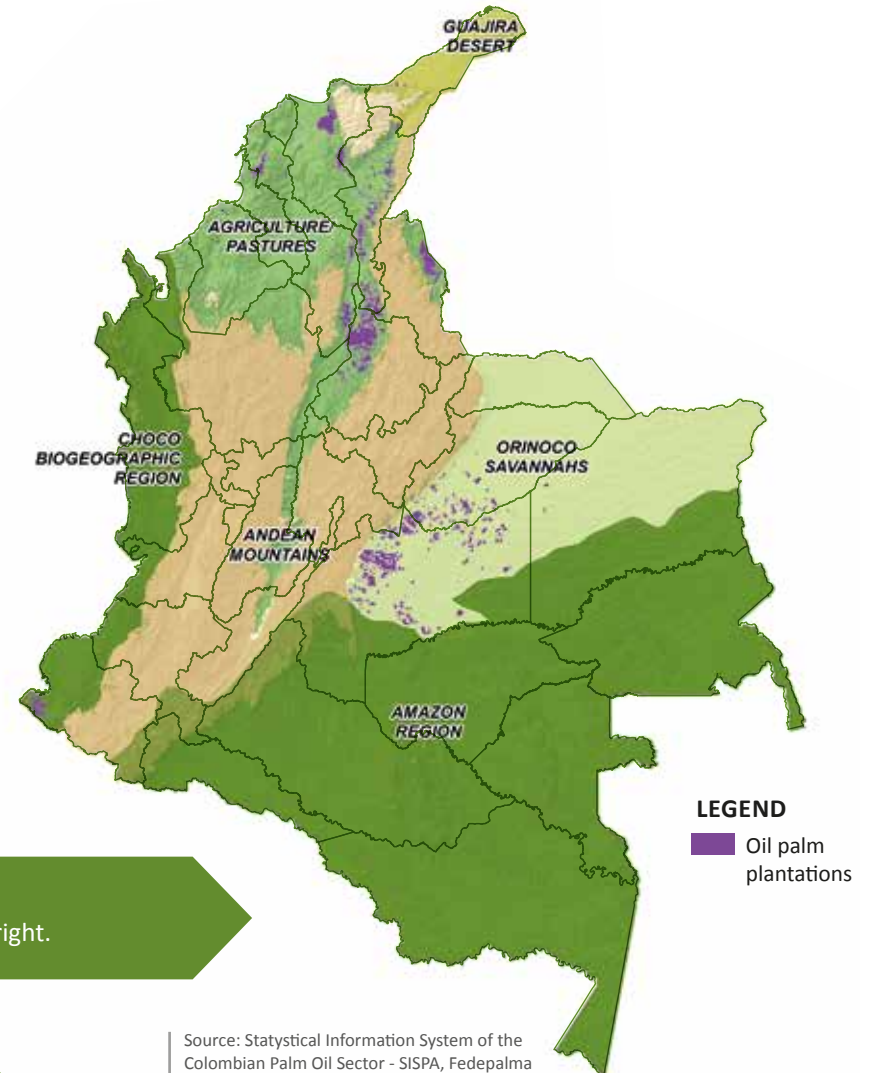 GUAJIRA
DESERT
AGRICULTURE/
PASTURES
CHOCO
BIOGEOGRAPHIC
REGION
ORINOCO
SAVANNAHS
ANDEAN
MOUNTAINS
AMAZON
REGION
LEGEND
Oil palm
plantations
right.
Source: Statystical Information System of the
Colombian Palm Oil Sector - SISPA, Fedepalma